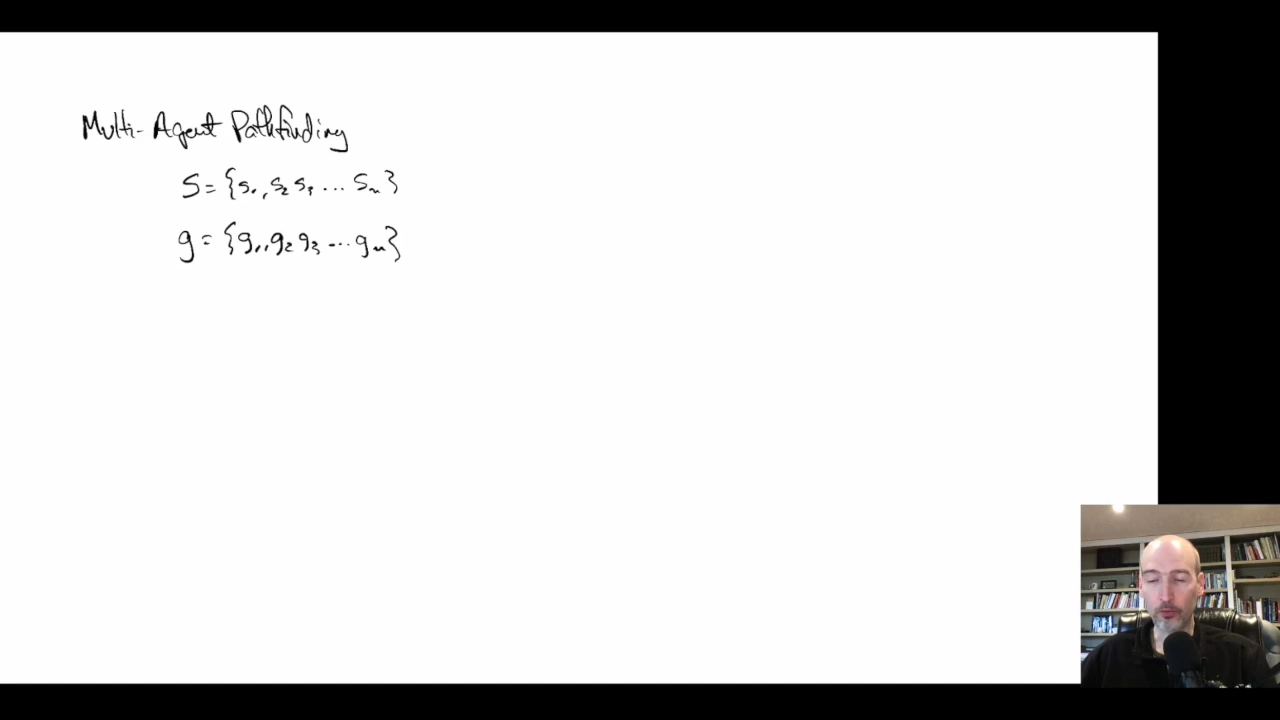 Multi-Agent Pathfinding
S = {s₁, s₂ s₃ ... sₙ}
g = {g₁, g₂ g₃ ... gₙ}